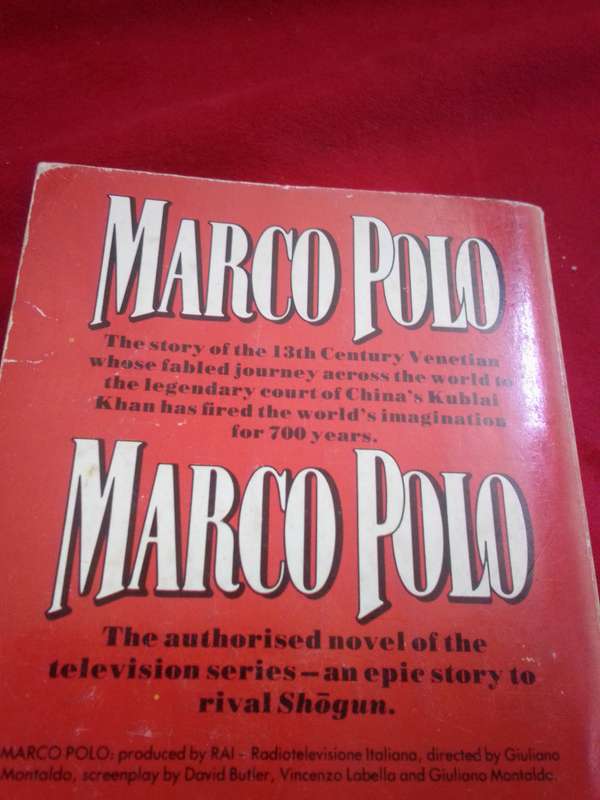 MARCO POLO
The story of the 13th Century Venetian
whose fabled journey across the world to
the legendary court of China's Kublai
Khan has fired the world's imagination
for 700 years.
MARCO POLO
The authorised novel of the
television series—an epic story to
rival Shōgun.
MARCO POLO: produced by RAI – Radiotelevisione Italiana, directed by Giuliano
Montaldo, screenplay by David Butler, Vincenzo Labella and Giuliano Montaldo.